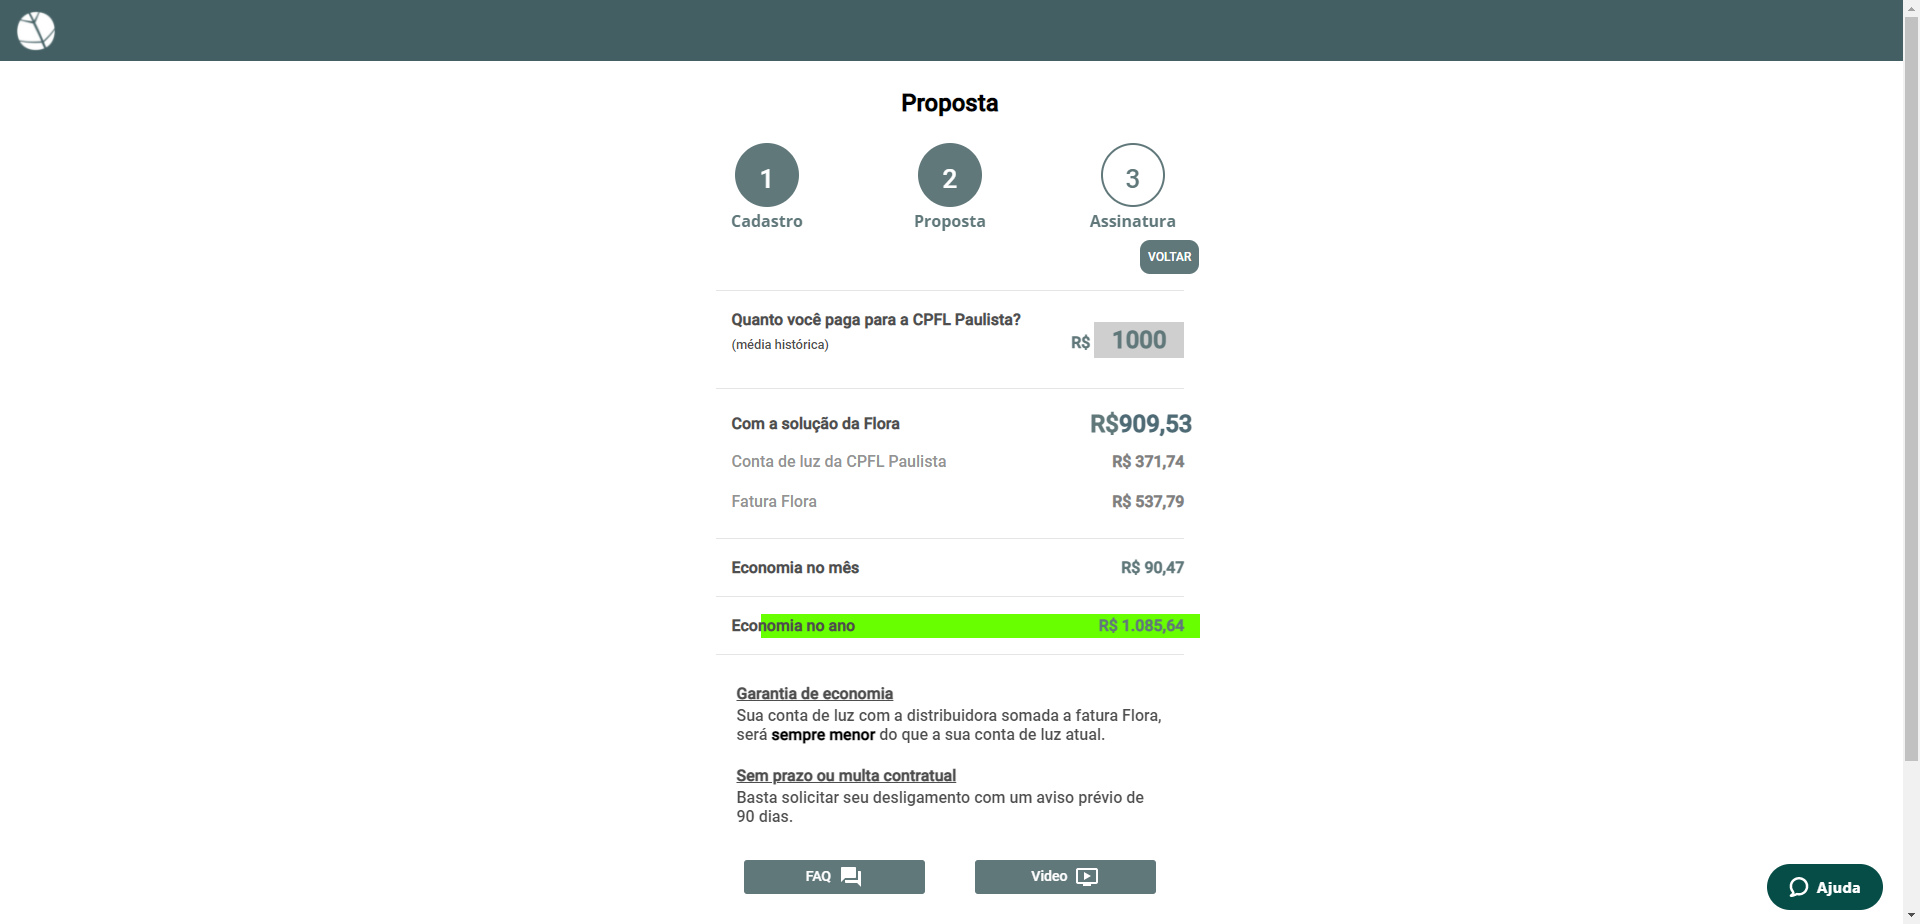 Proposta
1
2
3
Cadastro
Proposta
Assinatura
VOLTAR
Quanto você paga para a CPFL Paulista?
(média histórica)
R$ 1000
Com a solução da Flora R$909,53
Conta de luz da CPFL Paulista R$ 371,74
Fatura Flora R$ 537,79
Economia no mês R$ 90,47
Economia no ano R$ 1.085,64
Garantia de economia
Sua conta de luz com a distribuidora somada a fatura Flora,
será sempre menor do que a sua conta de luz atual.
Sem prazo ou multa contratual
Basta solicitar seu desligamento com um aviso prévio de
90 dias.
FAQ
Video
Ajuda